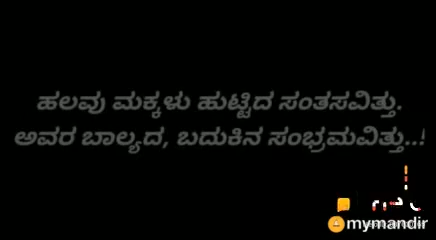 ಹಲವು ಮಕ್ಕಳು ಹುಟ್ಟಿದ ಸಂತಸವಿತ್ತು.
ಅವರ ಬಾಲ್ಯದ, ಬದುಕಿನ ಸಂಭ್ರಮವಿತ್ತು..!
mymandir